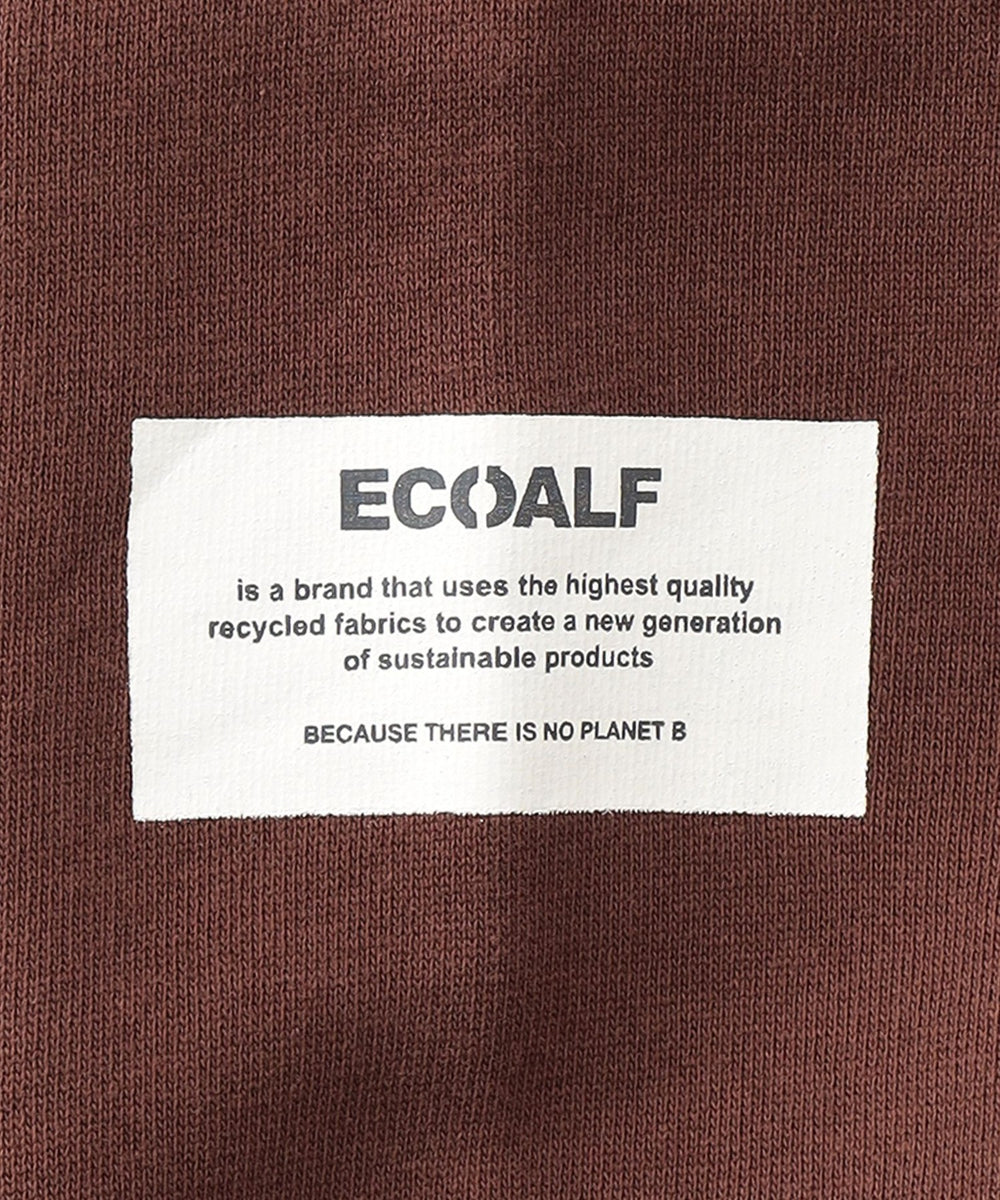 ECOALF
is a brand that uses the highest quality
recycled fabrics to create a new generation
of sustainable products
BECAUSE THERE IS NO PLANET B